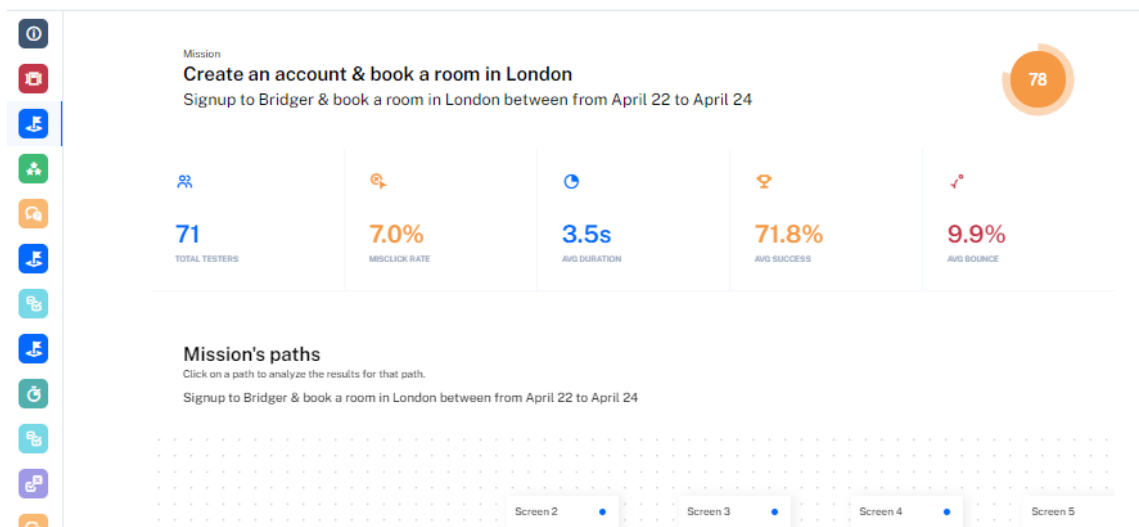 Mission
Create an account & book a room in London
Signup to Bridger & book a room in London between from April 22 to April 24
78
71
TOTAL TESTERS
7.0%
MISCLICK RATE
3.5s
AVG DURATION
71.8%
AVG SUCCESS
9.9%
AVG BOUNCE
Mission's paths
Click on a path to analyze the results for that path.
Signup to Bridger & book a room in London between from April 22 to April 24
Screen 2
Screen 3
Screen 4
Screen 5